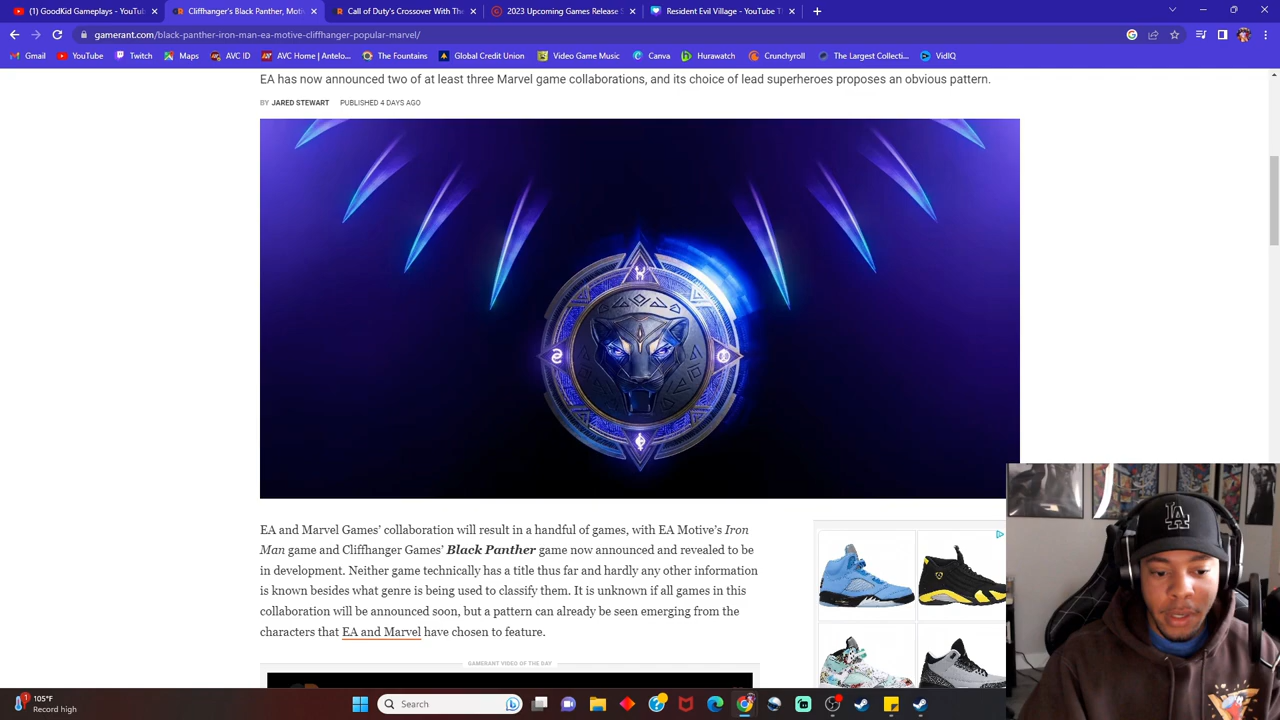 (1) GoodKid Gameplays - YouTub
Cliffhanger's Black Panther, Moti
Call of Duty's Crossover With The
2023 Upcoming Games Release S
Resident Evil Village - YouTube T
gamerant.com/black-panther-iron-man-ea-motive-cliffhanger-popular-marvel/
Gmail
YouTube
Twitch
Maps
AVC Home | Antelo...
The Fountains
Columbus Edu
Video Game Music
Canva
Hurawatch
Crunchyroll
The Largest Collect...
VidIQ
EA has now announced two of at least three Marvel game collaborations, and its choice of lead superheroes proposes an obvious pattern.
BY JARED STEWART PUBLISHED 4 DAYS AGO
EA and Marvel Games' collaboration will result in a handful of games, with EA Motive's Iron
Man game and Cliffhanger Games' Black Panther game now announced and revealed to be
in development. Neither game technically has a title thus far and hardly any other information
is known besides what genre is being used to classify them. It is unknown if all games in this
collaboration will be announced soon, but a pattern can already be seen emerging from the
characters that EA and Marvel have chosen to feature.
GAMERANT VIDEO OF THE DAY
LA
1
105°F
Record high
Search